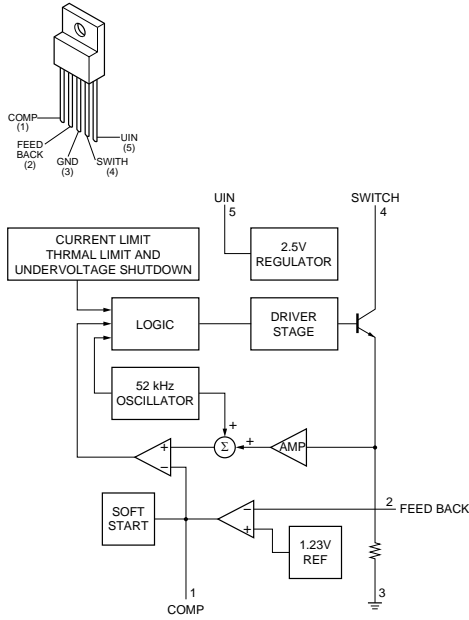 COMP
(1)
FEED
BACK
(2)
GND
(3)
SWITH
(4)
UIN
(5)
UIN
5
SWITCH
4
CURRENT LIMIT
THRMAL LIMIT AND
UNDERVOLTAGE SHUTDOWN
2.5V
REGULATOR
LOGIC
DRIVER
STAGE
52 kHz
OSCILLATOR
+
+
Σ
+
AMP
−
SOFT
START
−
+
2
FEED BACK
1.23V
REF
1
COMP
3